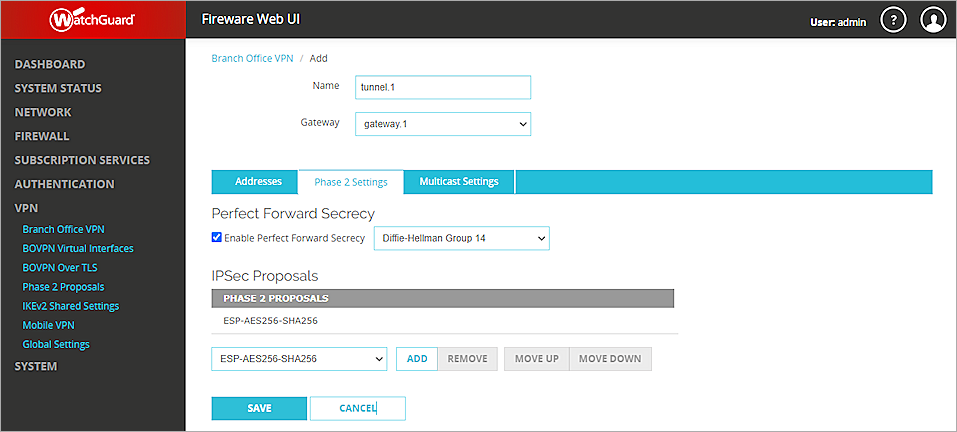 WatchGuard
Fireware Web UI
User: admin
?
DASHBOARD
SYSTEM STATUS
NETWORK
FIREWALL
SUBSCRIPTION SERVICES
AUTHENTICATION
VPN
Branch Office VPN
BOVPN Virtual Interfaces
BOVPN Over TLS
Phase 2 Proposals
IKEv2 Shared Settings
Mobile VPN
Global Settings
SYSTEM
Branch Office VPN / Add
Name tunnel.1
Gateway gateway.1
Addresses Phase 2 Settings Multicast Settings
Perfect Forward Secrecy
Enable Perfect Forward Secrecy Diffie-Hellman Group 14
IPSec Proposals
PHASE 2 PROPOSALS
ESP-AES256-SHA256
ESP-AES256-SHA256 ADD REMOVE MOVE UP MOVE DOWN
SAVE CANCEL